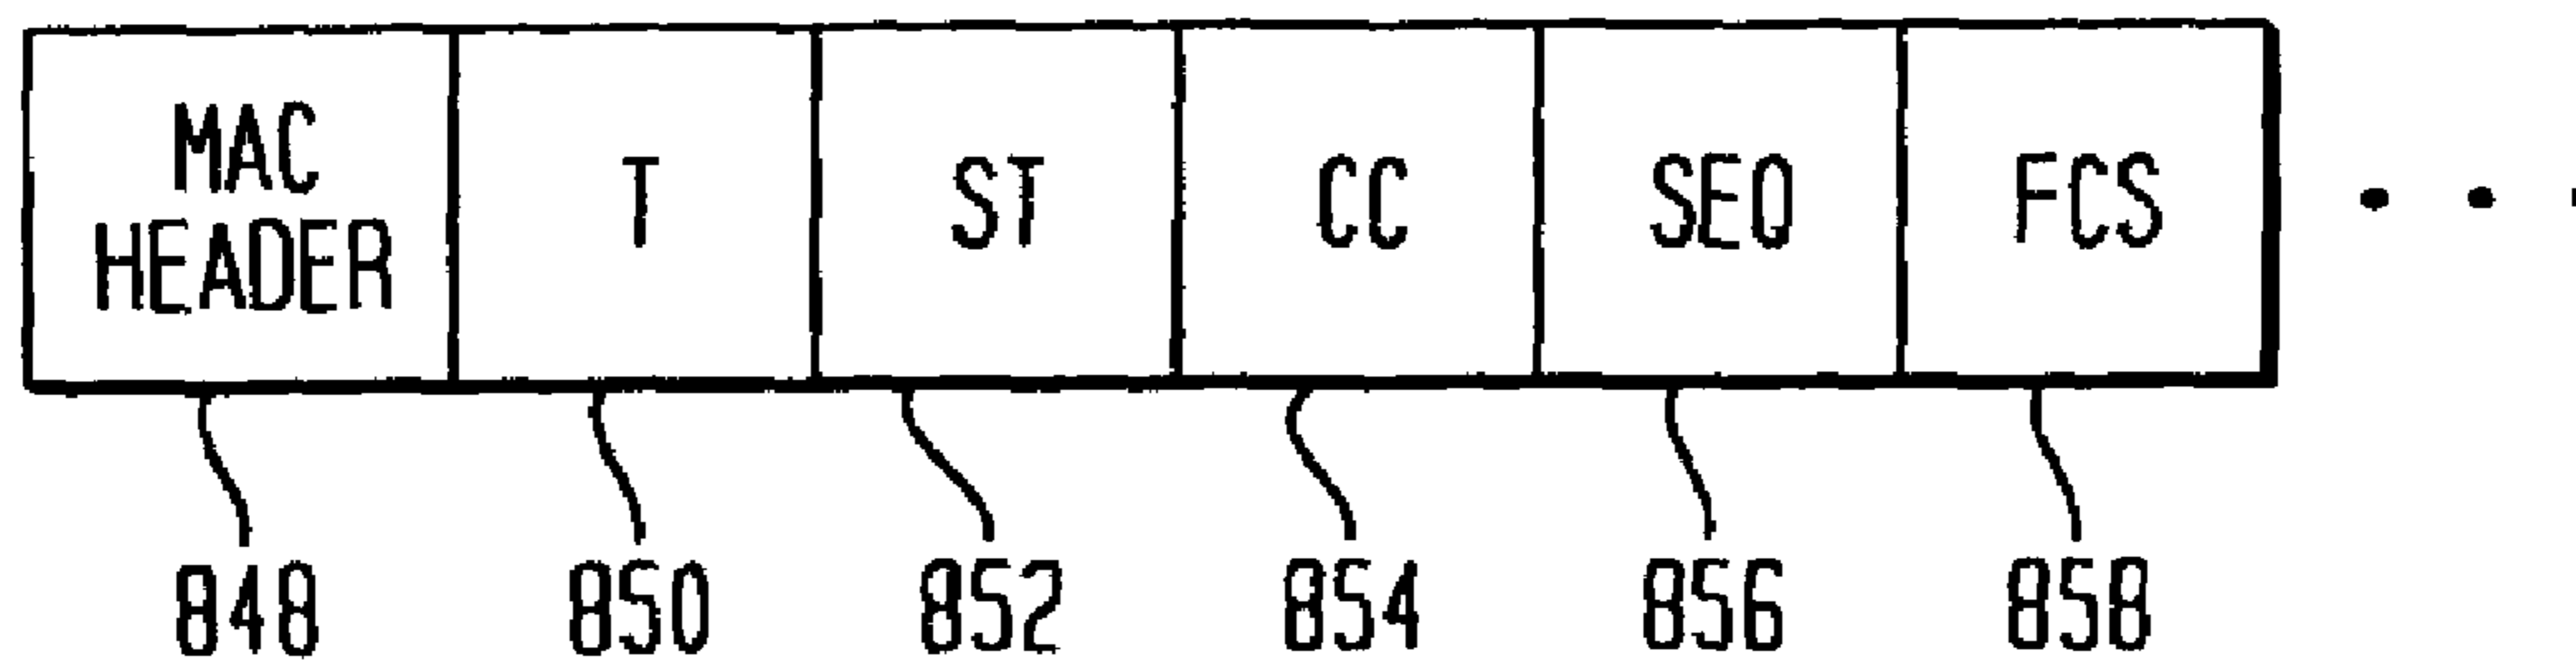 MAC
HEADER
T
ST
CC
SEQ
FCS
• • •
848
850
852
854
856
858